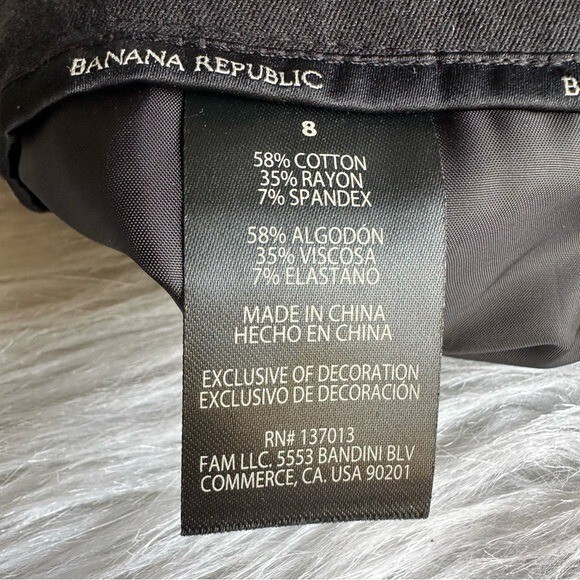 BANANA REPUBLIC
B
8
58% COTTON
35% RAYON
7% SPANDEX
58% ALGODON
35% VISCOSA
7% ELASTANO
MADE IN CHINA
HECHO EN CHINA
EXCLUSIVE OF DECORATION
EXCLUSIVO DE DECORACIÓN
RN# 137013
FAM LLC. 5553 BANDINI BLV
COMMERCE, CA. USA 90201